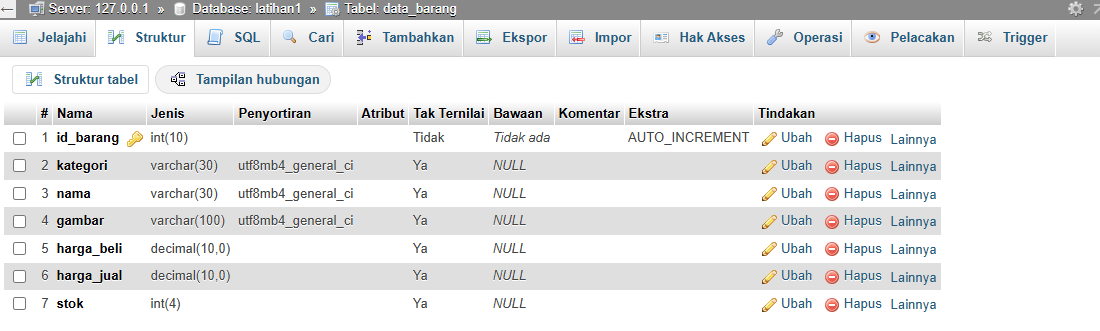 Server: 127.0.0.1 » Database: latihan1 » Tabel: data_barang
Jelajahi Struktur SQL Cari Tambahkan Ekspor Impor Hak Akses Operasi Pelacakan Trigger
Struktur tabel Tampilan hubungan
# Nama Jenis Penyortiran Atribut Tak Ternilai Bawaan Komentar Ekstra Tindakan
1 id_barang int(10) Tidak Tidak ada AUTO_INCREMENT Ubah Hapus Lainnya
2 kategori varchar(30) utf8mb4_general_ci Ya NULL Ubah Hapus Lainnya
3 nama varchar(30) utf8mb4_general_ci Ya NULL Ubah Hapus Lainnya
4 gambar varchar(100) utf8mb4_general_ci Ya NULL Ubah Hapus Lainnya
5 harga_beli decimal(10,0) Ya NULL Ubah Hapus Lainnya
6 harga_jual decimal(10,0) Ya NULL Ubah Hapus Lainnya
7 stok int(4) Ya NULL Ubah Hapus Lainnya